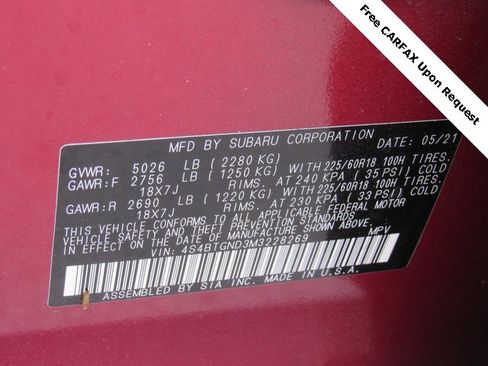 Free CARFAX Upon Request
MFD BY SUBARU CORPORATION DATE: 05/21
GVWR: 5026 LB (2280 KG)
GAWR:F 2756 LB (1250 KG) WITH 225/60R18 100H TIRES.
18X7J RIMS. AT 240 KPA (35 PSI) COLD
GAWR:R 2690 LB (1220 KG) WITH 225/60R18 100H TIRES.
18X7J RIMS. AT 230 KPA (33 PSI) COLD
THIS VEHICLE CONFORMS TO ALL APPLICABLE FEDERAL MOTOR
VEHICLE SAFETY & THEFT PREVENTION STANDARDS
IN EFFECT ON THE DATE OF MANUFACTURE SHOWN ABOVE.
VIN: 4S4BTGND3M3228269 MPV
ASSEMBLED BY SIA INC. MADE IN U.S.A.